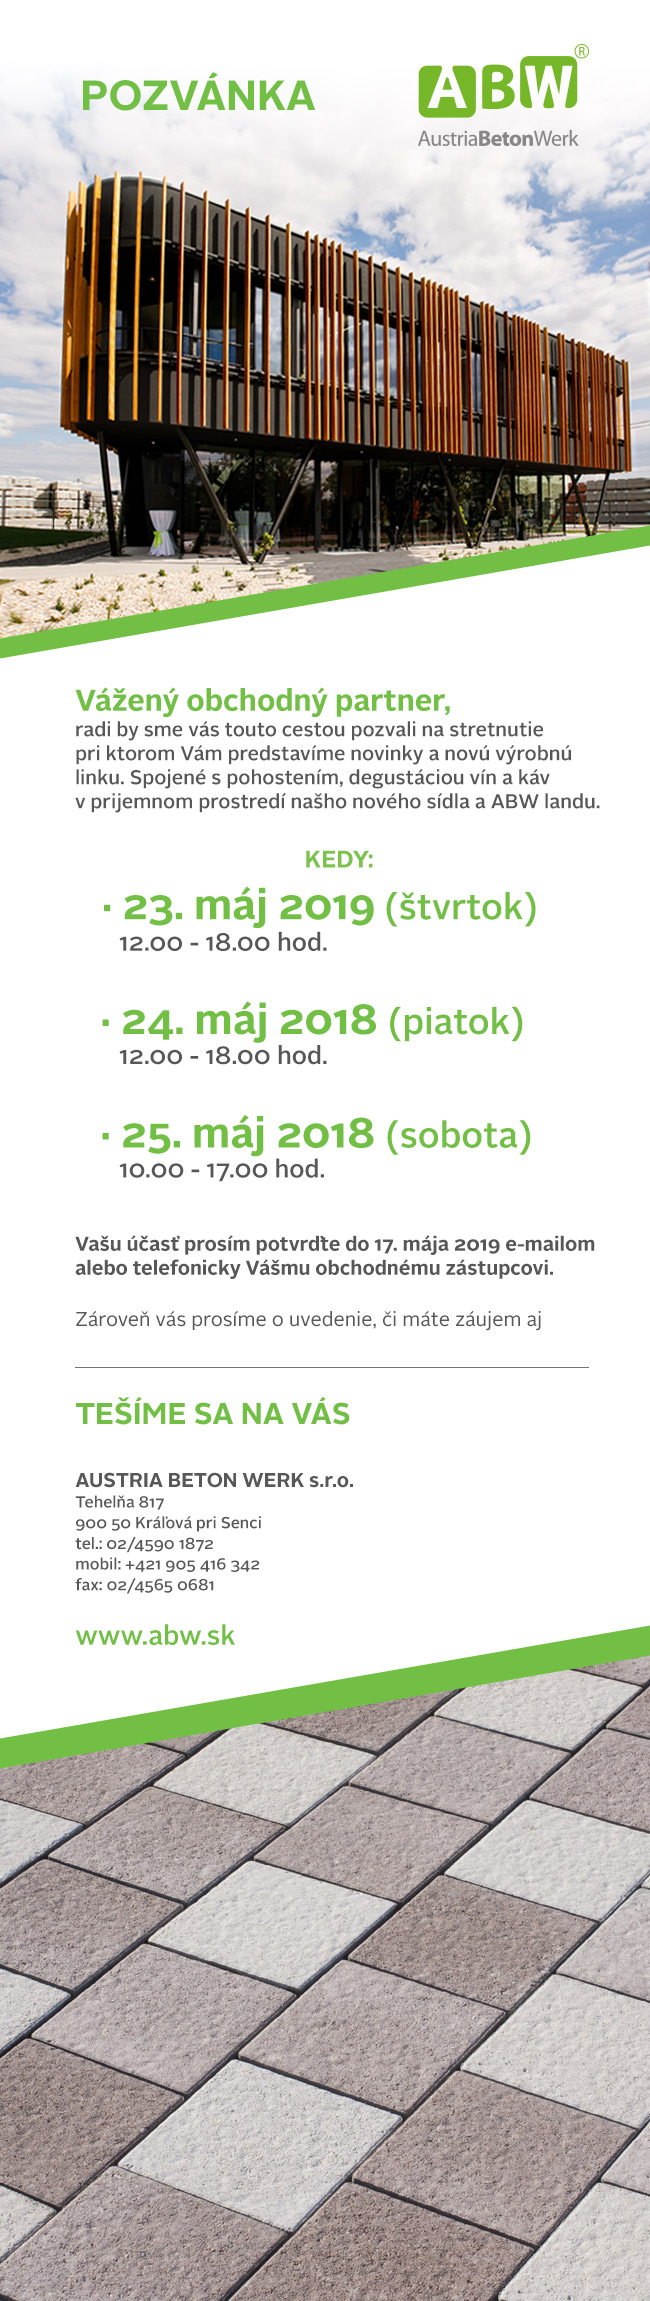 POZVÁNKA
ABW®
AustriaBetonWerk
Vážený obchodný partner,
radi by sme vás touto cestou pozvali na stretnutie
pri ktorom Vám predstavíme novinky a novú výrobnú
linku. Spojené s pohostením, degustáciou vín a káv
v prijemnom prostredí našho nového sídla a ABW landu.
KEDY:
· 23. máj 2019 (štvrtok)
12.00 - 18.00 hod.
· 24. máj 2018 (piatok)
12.00 - 18.00 hod.
· 25. máj 2018 (sobota)
10.00 - 17.00 hod.
Vašu účasť prosím potvrďte do 17. mája 2019 e-mailom
alebo telefonicky Vášmu obchodnému zástupcovi.
Zároveň vás prosíme o uvedenie, či máte záujem aj
TEŠÍME SA NA VÁS
AUSTRIA BETON WERK s.r.o.
Tehelňa 817
900 50 Kráľová pri Senci
tel.: 02/4590 1872
mobil: +421 905 416 342
fax: 02/4565 0681
www.abw.sk